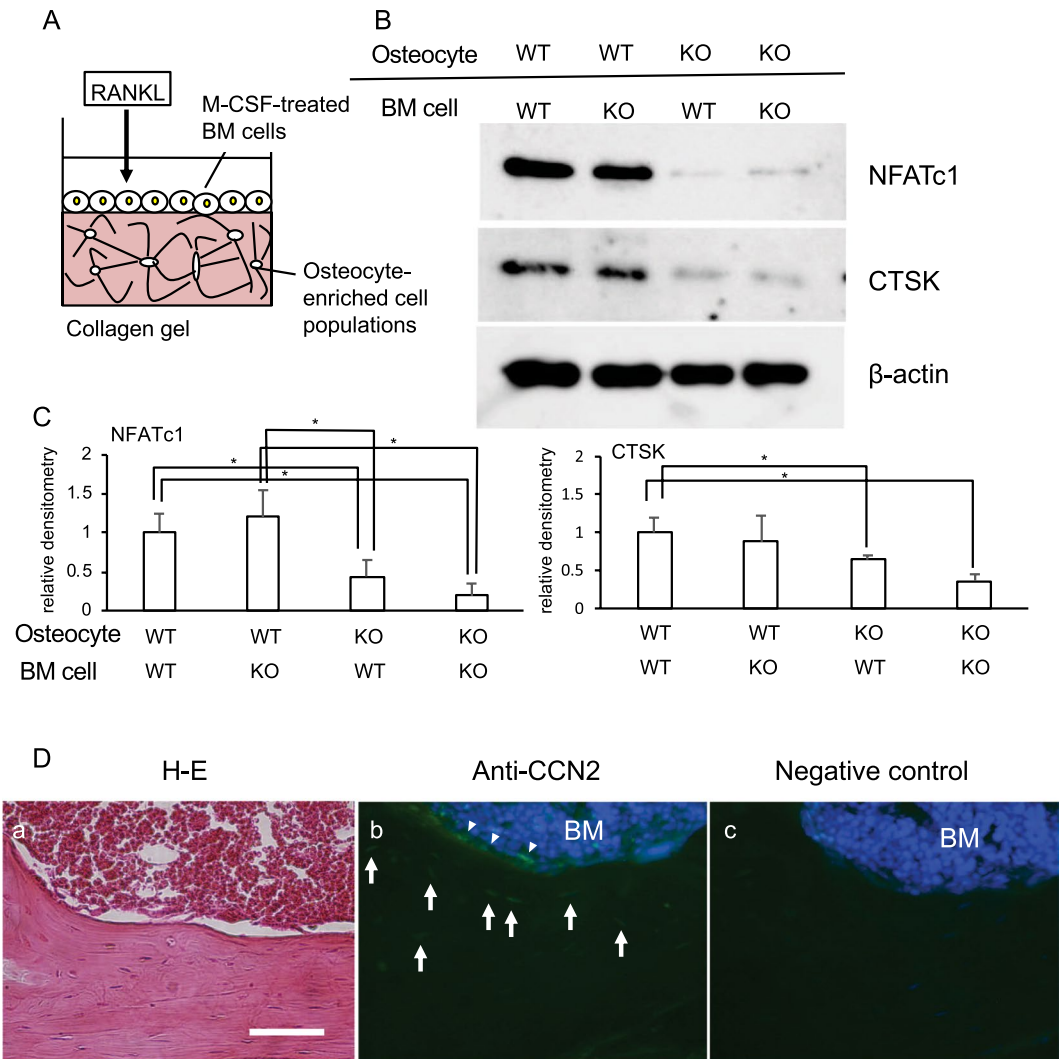 A
RANKL
M-CSF-treated
BM cells
Osteocyte-
enriched cell
populations
Collagen gel
B
Osteocyte WT WT KO KO
BM cell WT KO WT KO
NFATc1
CTSK
β-actin
C
NFATc1
relative densitometry
2
1.5
1
0.5
0
*
*
*
*
Osteocyte WT WT KO KO
BM cell WT KO WT KO
CTSK
relative densitometry
2
1.5
1
0.5
0
*
*
WT WT KO KO
WT KO WT KO
D
H-E
Anti-CCN2
Negative control
a
b
BM
c
BM